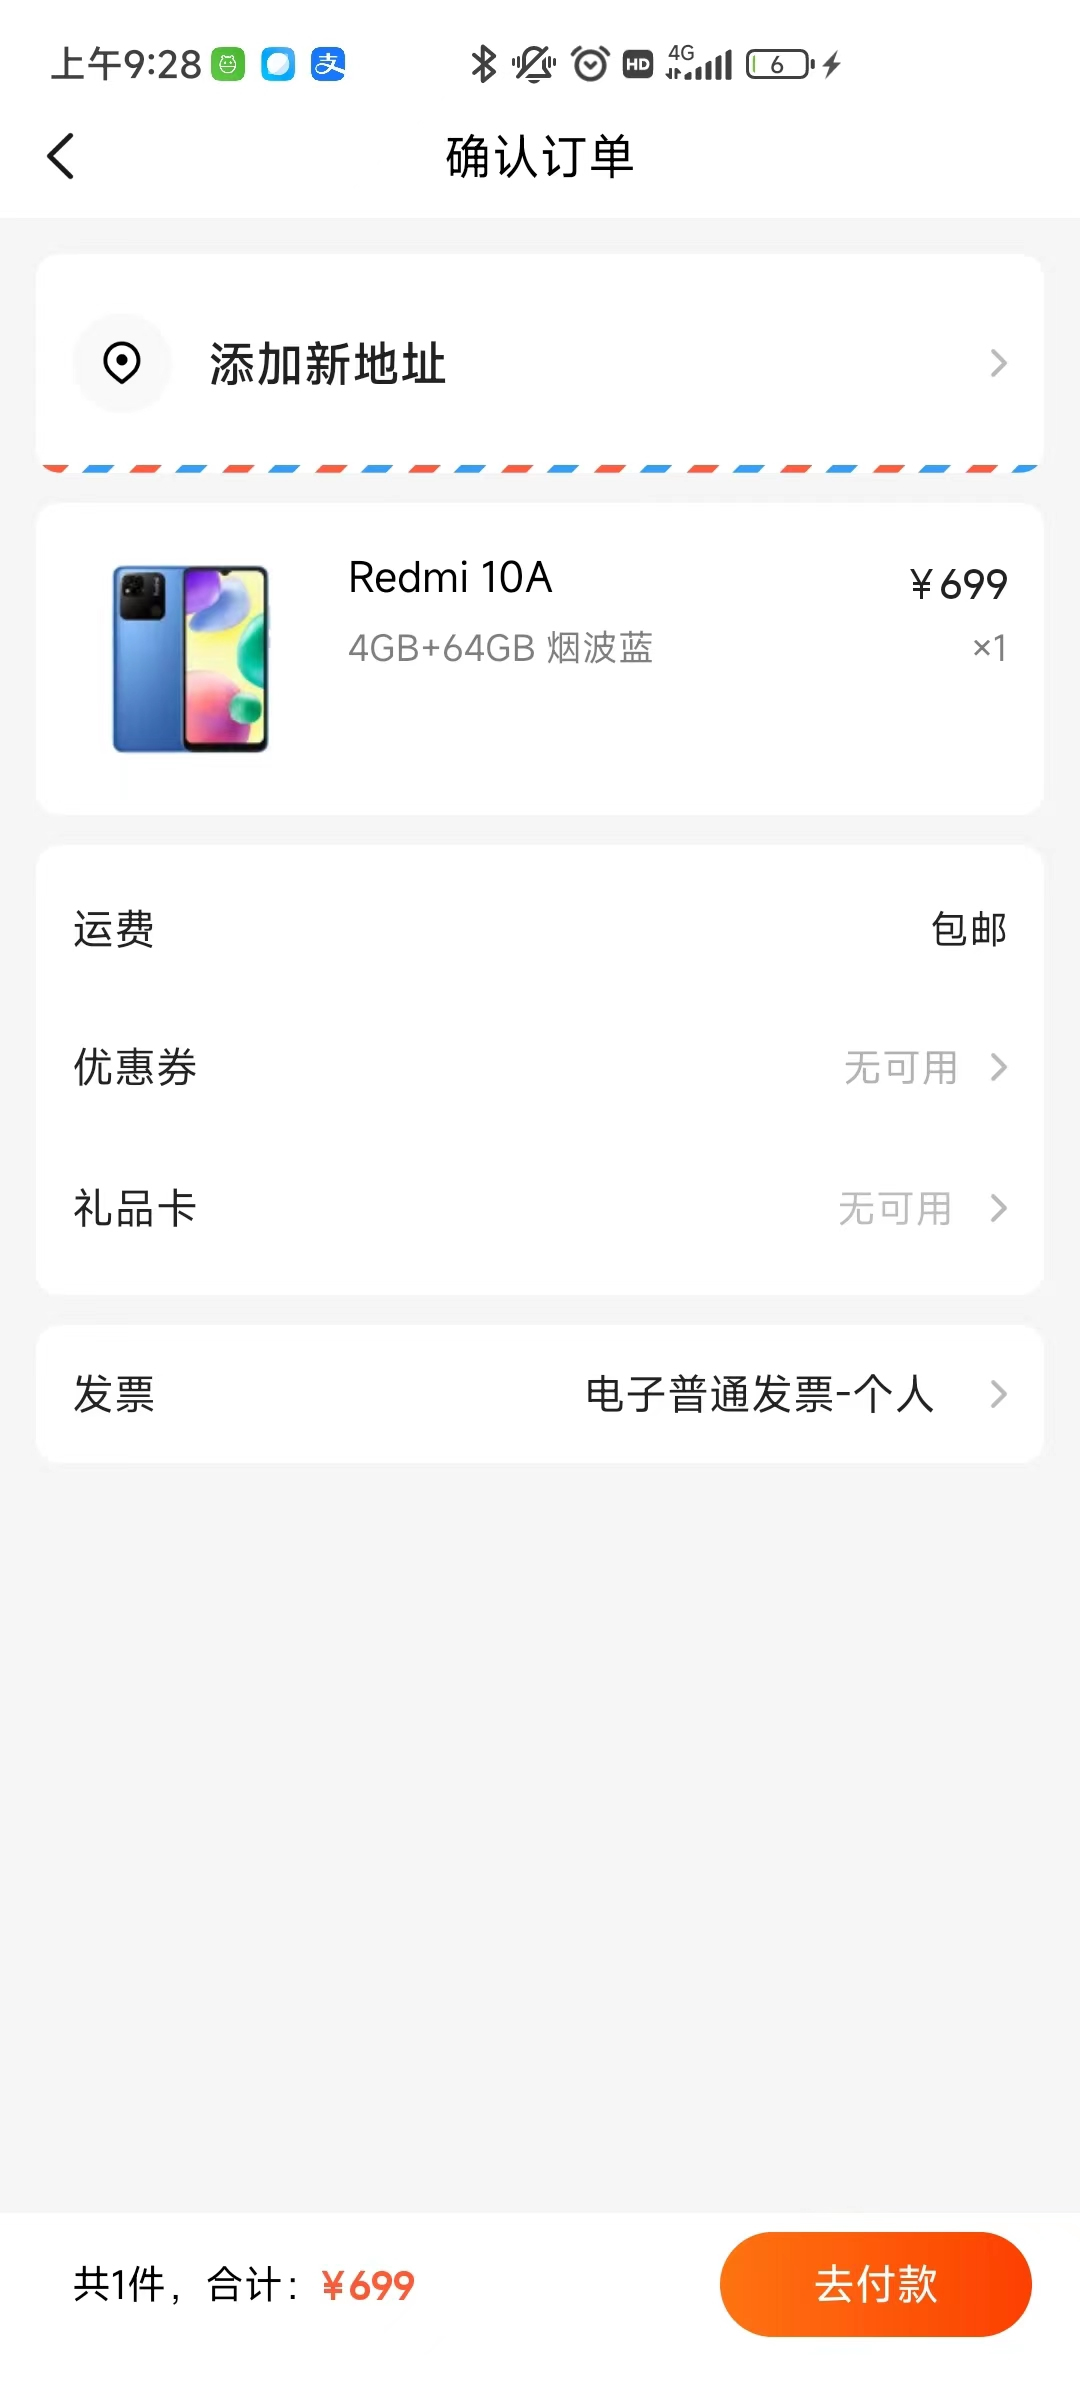 上午9:28 支 HD 4G 6
确认订单
添加新地址
Redmi 10A ¥699
4GB+64GB 烟波蓝 ×1
运费 包邮
优惠券 无可用
礼品卡 无可用
发票 电子普通发票-个人
共1件，合计：¥699 去付款